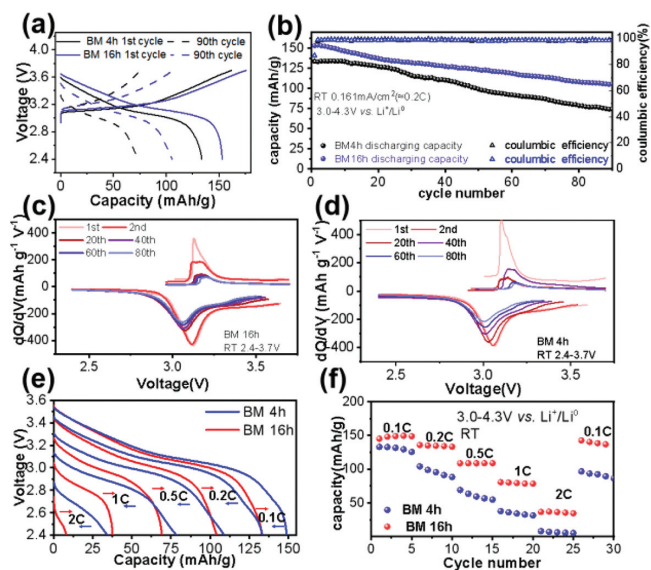 (a)
BM 4h 1st cycle
90th cycle
BM 16h 1st cycle
90th cycle
Voltage (V)
3.6
3.2
2.8
2.4
0
50
100
150
Capacity (mAh/g)
(b)
capacity (mAh/g)
175
150
125
100
75
50
25
0
RT 0.161mA/cm²(≈0.2C)
3.0-4.3V vs. Li⁺/Li⁰
BM4h discharging capacity
coulumbic efficiency
BM16h discharging capacity
coulumbic efficiency
0
20
40
60
80
cycle number
100
80
60
40
20
0
coulumbic efficiency(%)
(c)
1st
2nd
20th
40th
60th
80th
dQ/dV(mAh g⁻¹ V⁻¹)
400
200
0
-200
-400
BM 16h
RT 2.4-3.7V
2.5
3.0
3.5
Voltage(V)
(d)
1st
2nd
20th
40th
60th
80th
dQ/dV (mAh g⁻¹ V⁻¹)
500
400
300
200
100
0
-100
-200
-300
-400
BM 4h
RT 2.4-3.7V
2.5
3.0
3.5
Voltage(V)
(e)
BM 4h
BM 16h
Voltage (V)
3.6
3.4
3.2
3.0
2.8
2.6
2.4
2C
1C
0.5C
0.2C
0.1C
0
25
50
75
100
125
150
Capacity (mAh/g)
(f)
3.0-4.3V vs. Li⁺/Li⁰
RT
0.1C
0.2C
0.5C
1C
2C
0.1C
BM 4h
BM 16h
capacity(mAh/g)
200
150
100
50
0
0
5
10
15
20
25
30
Cycle number